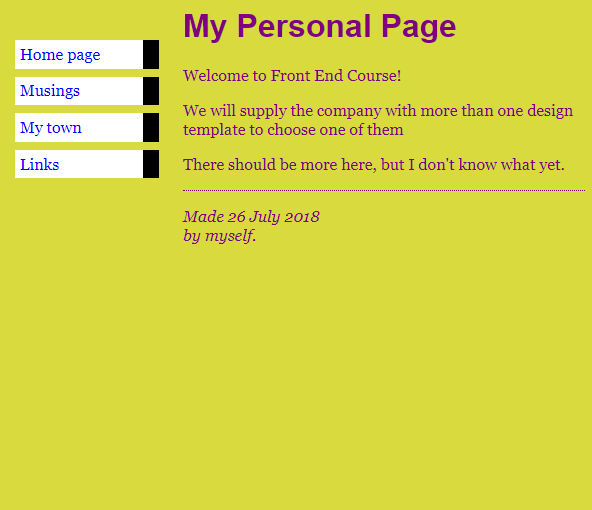 My Personal Page
Home page
Musings
My town
Links
Welcome to Front End Course!
We will supply the company with more than one design
template to choose one of them
There should be more here, but I don't know what yet.
Made 26 July 2018
by myself.